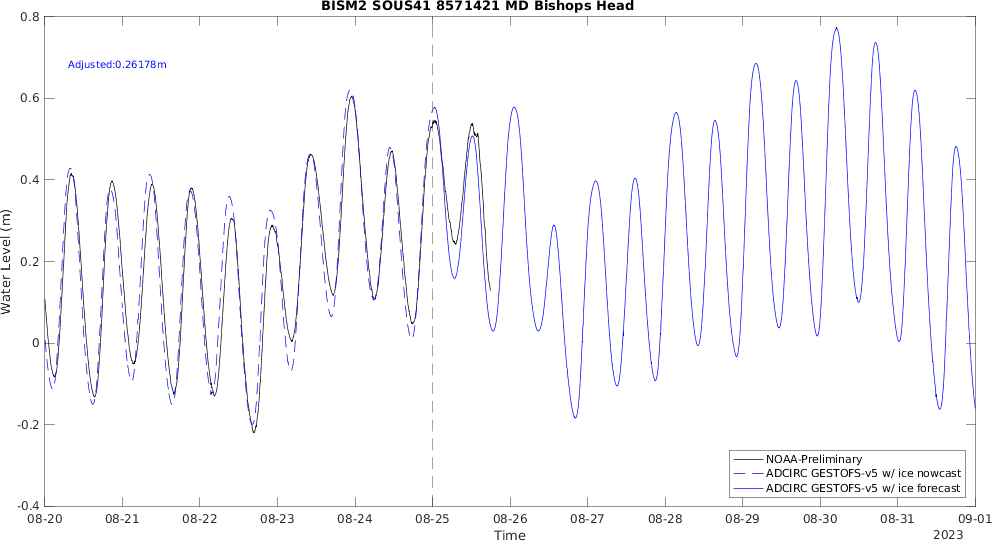 BISM2 SOUS41 8571421 MD Bishops Head
Adjusted:0.26178m
Water Level (m)
0.8
0.6
0.4
0.2
0
-0.2
-0.4
NOAA-Preliminary
ADCIRC GESTOFS-v5 w/ ice nowcast
ADCIRC GESTOFS-v5 w/ ice forecast
08-20 08-21 08-22 08-23 08-24 08-25 08-26 08-27 08-28 08-29 08-30 08-31 09-01
Time
2023